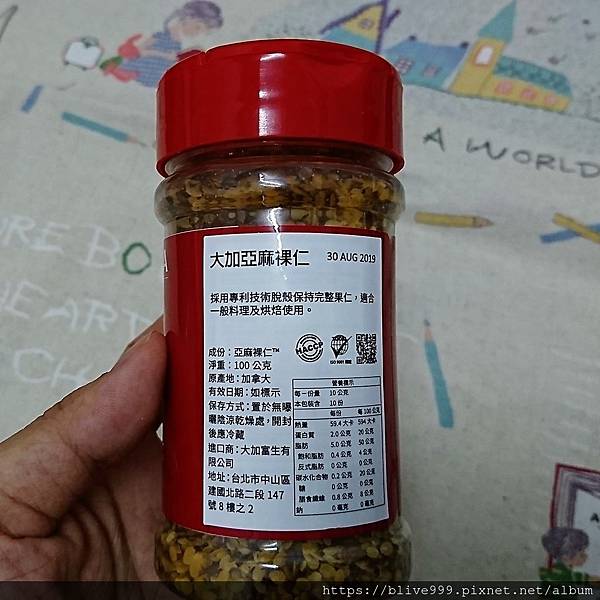 大加亞麻裸仁 30 AUG 2019
採用專利技術脫殼保持完整果仁，適合
一般料理及烘焙使用。
HACCP
成份：亞麻裸仁™
淨重：100 公克
原產地：加拿大
有效日期：如標示
保存方式：置於無曝
曬陰涼乾燥處，開封
後應冷藏
進口商：大加富生有
限公司
地址：台北市中山區
建國北路二段 147
號 8 樓之 2
營養標示
每一份量 10 公克
本包裝含 10 份
每份 每 100 公克
熱量 59.4 大卡 594 大卡
蛋白質 2.0 公克 20 公克
脂肪 5.0 公克 50 公克
飽和脂肪 0.4 公克 4 公克
反式脂肪 0 公克 0 公克
碳水化合物 0.2 公克 20 公克
糖 0 公克 0 公克
膳食纖維 0.8 公克 8 公克
鈉 0 毫克 0 毫克
A WORLD
ORE BO
HEART
CH
https://blive999.pixnet.net/album